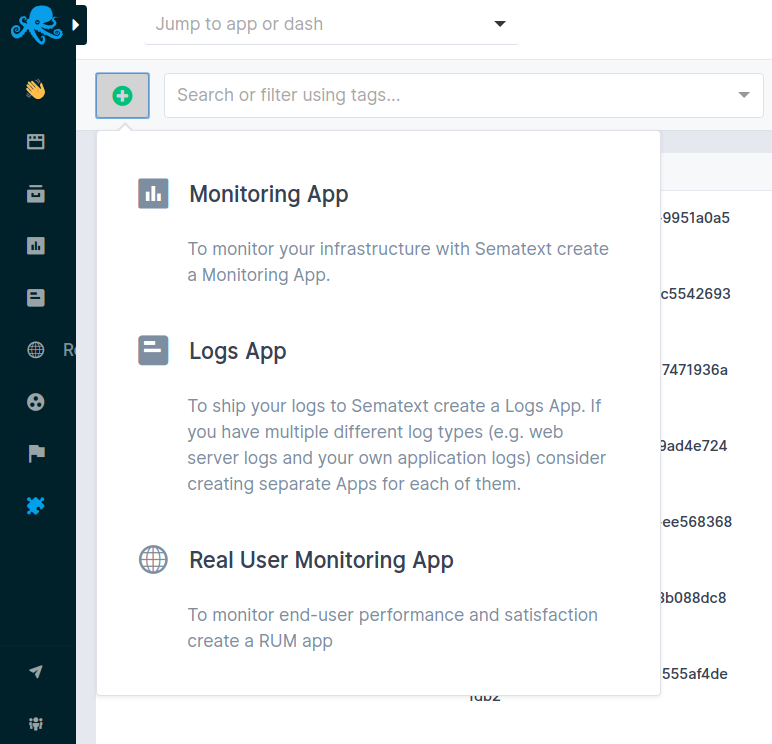 Jump to app or dash
Search or filter using tags...
Monitoring App
To monitor your infrastructure with Sematext create
a Monitoring App.
Logs App
To ship your logs to Sematext create a Logs App. If
you have multiple different log types (e.g. web
server logs and your own application logs) consider
creating separate Apps for each of them.
Real User Monitoring App
To monitor end-user performance and satisfaction
create a RUM app
9951a0a5
c5542693
7471936a
9ad4e724
ee568368
3b088dc8
555af4de